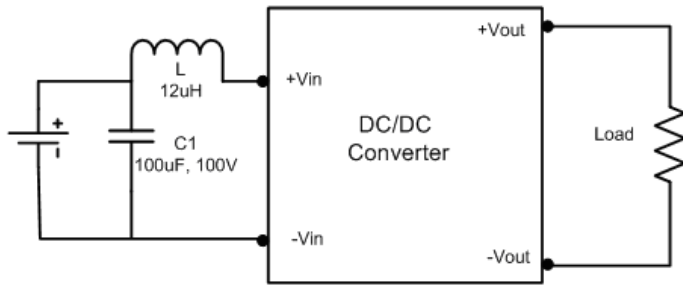 +Vout
L
12uH
+Vin
+
-
C1
100uF, 100V
DC/DC
Converter
Load
-Vin
-Vout